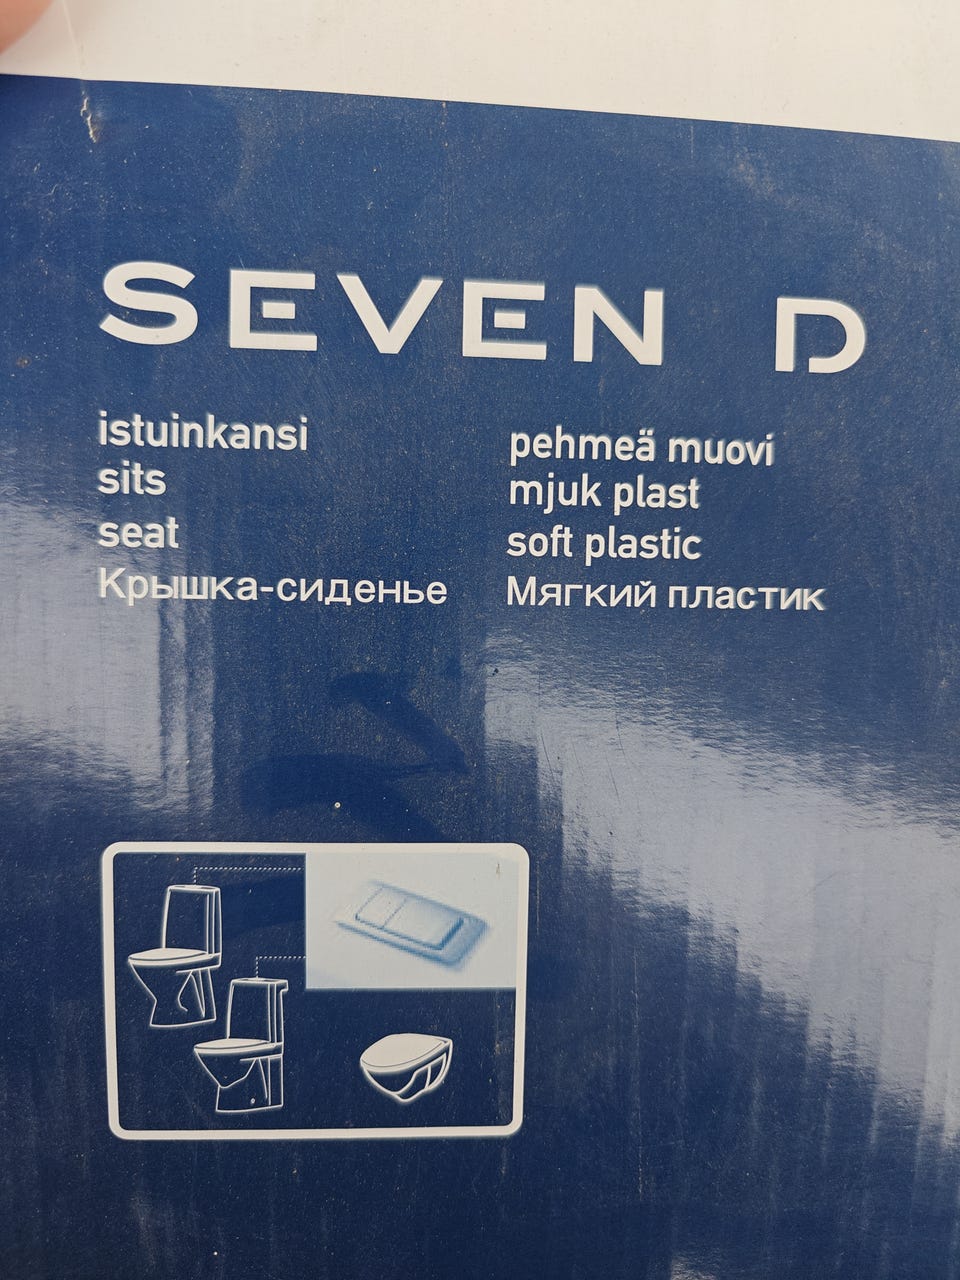 SEVEN D
istuinkansi
sits
seat
Крышка-сиденье
pehmeä muovi
mjuk plast
soft plastic
Мягкий пластик